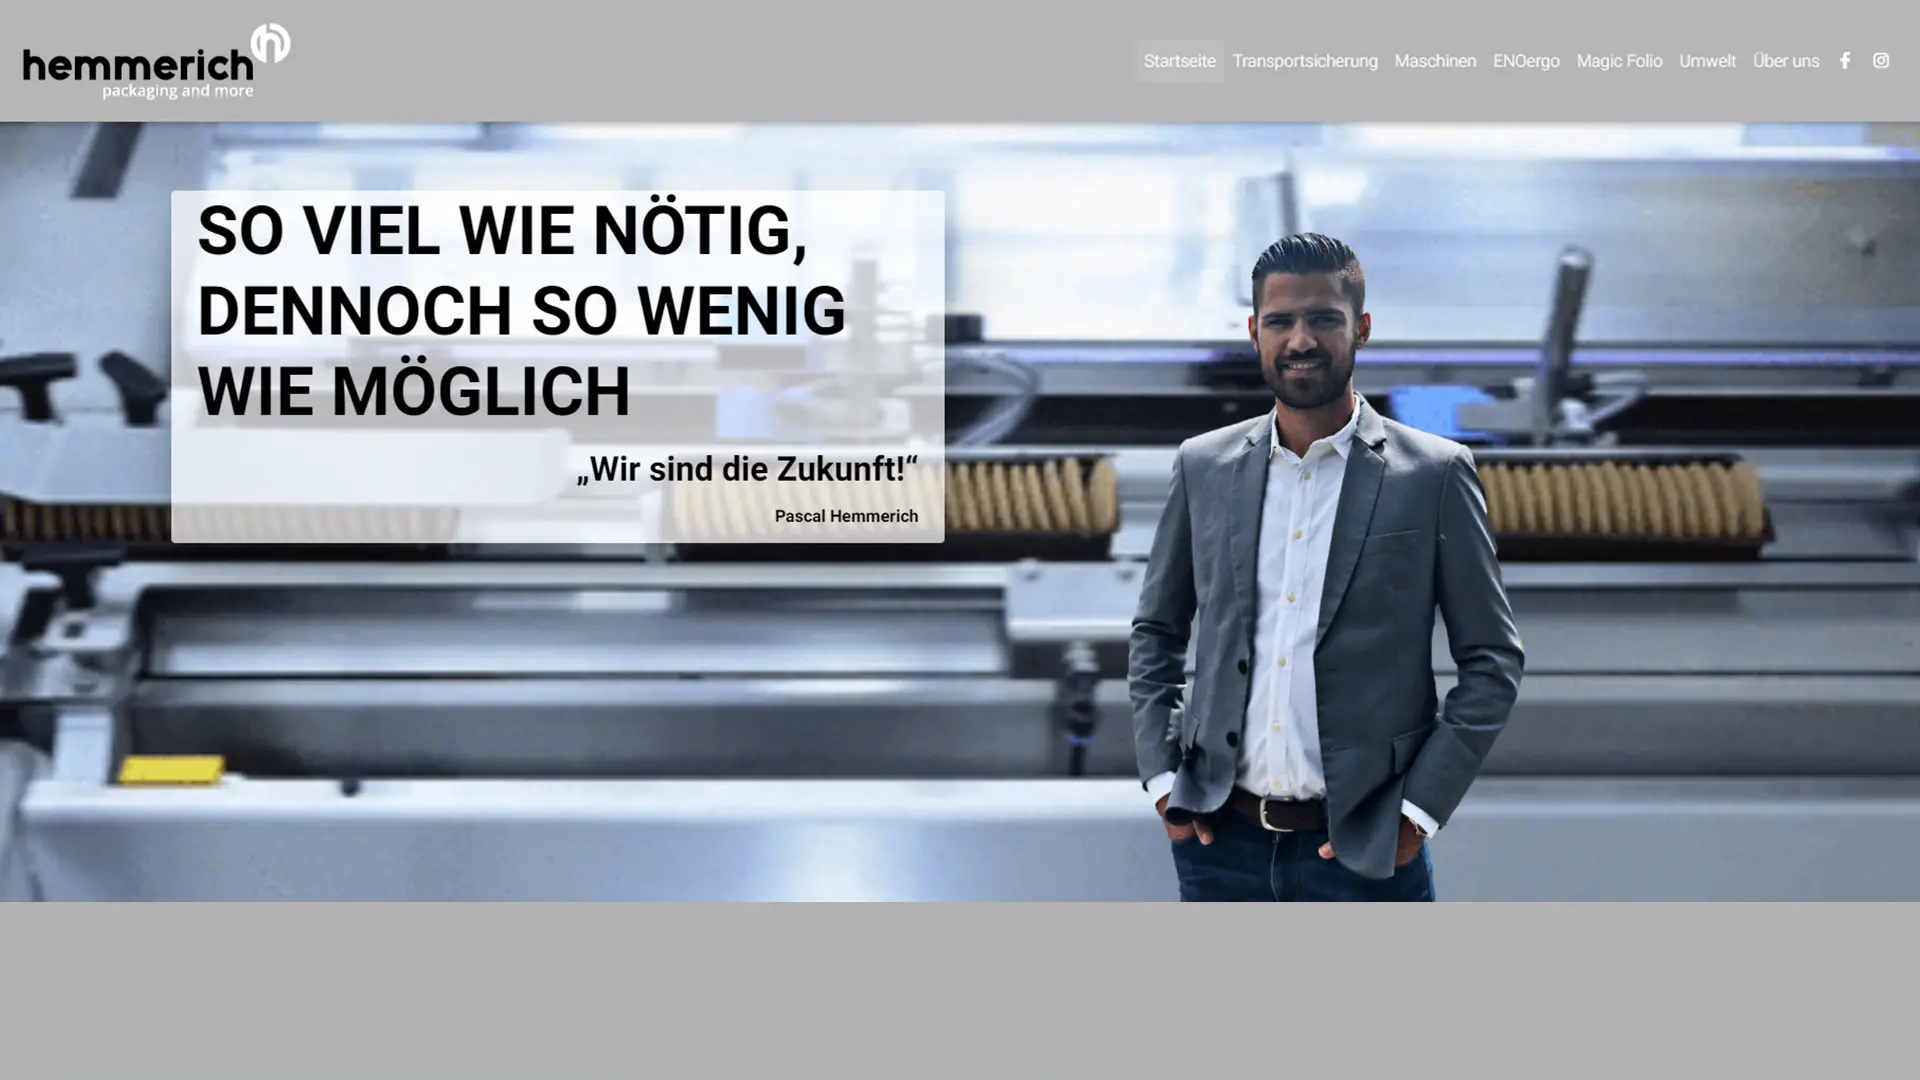 hemmerich
packaging and more
Startseite Transportsicherung Maschinen ENOergo Magic Folio Umwelt Über uns
SO VIEL WIE NÖTIG,
DENNOCH SO WENIG
WIE MÖGLICH
„Wir sind die Zukunft!“
Pascal Hemmerich